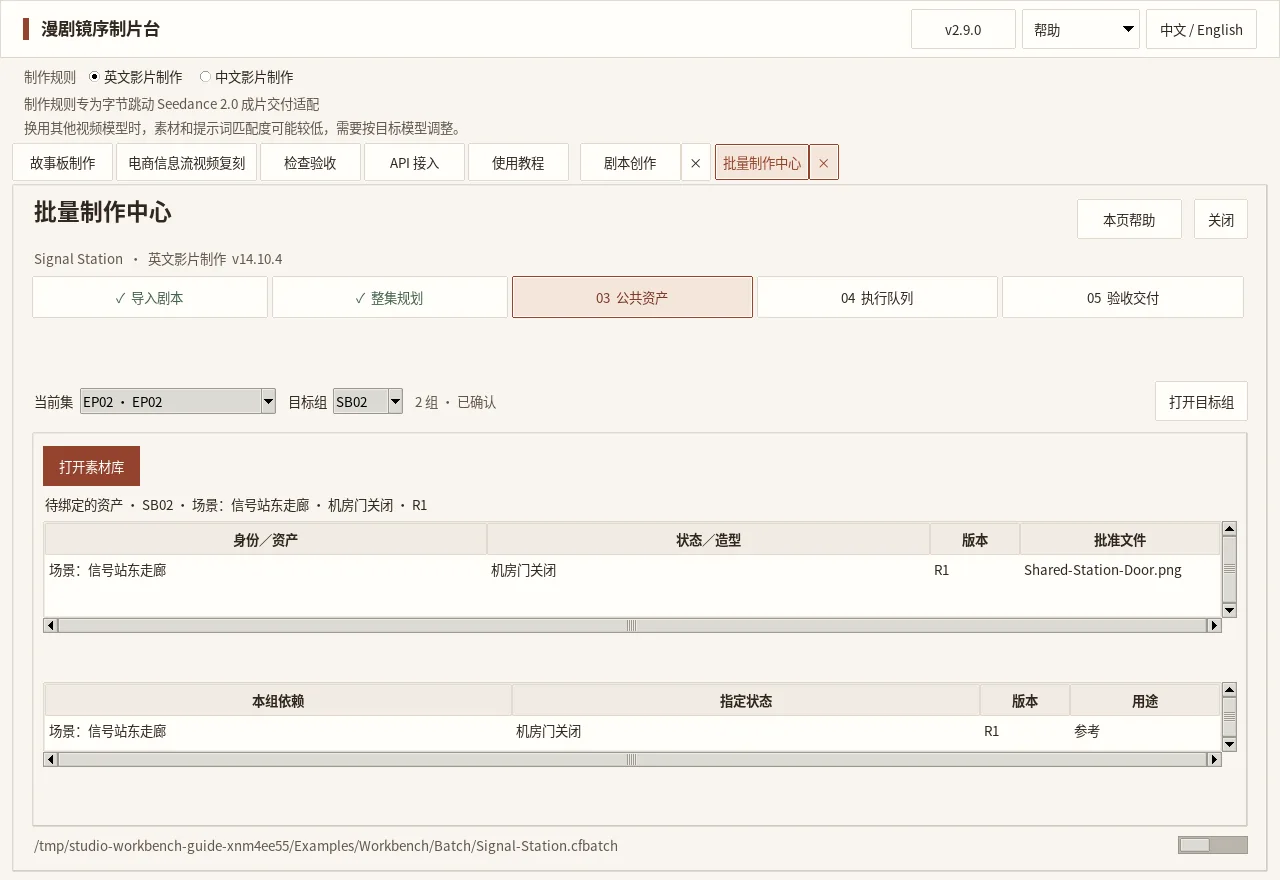 漫剧镜序制片台 v2.9.0 帮助 中文 / English
制作规则 英文影片制作 中文影片制作
制作规则专为字节跳动 Seedance 2.0 成片交付适配
换用其他视频模型时，素材和提示词匹配度可能较低，需要按目标模型调整。
故事板制作 电商信息流视频复刻 检查验收 API 接入 使用教程 剧本创作 × 批量制作中心 ×
批量制作中心 本页帮助 关闭
Signal Station · 英文影片制作 v14.10.4
✓ 导入剧本 ✓ 整集规划 03 公共资产 04 执行队列 05 验收交付
当前集 EP02 · EP02 目标组 SB02 2 组 · 已确认 打开目标组
打开素材库
待绑定的资产 · SB02 · 场景：信号站东走廊 · 机房门关闭 · R1
身份／资产 状态／造型 版本 批准文件
场景：信号站东走廊 机房门关闭 R1 Shared-Station-Door.png
本组依赖 指定状态 版本 用途
场景：信号站东走廊 机房门关闭 R1 参考
/tmp/studio-workbench-guide-xnm4ee55/Examples/Workbench/Batch/Signal-Station.cfbatch